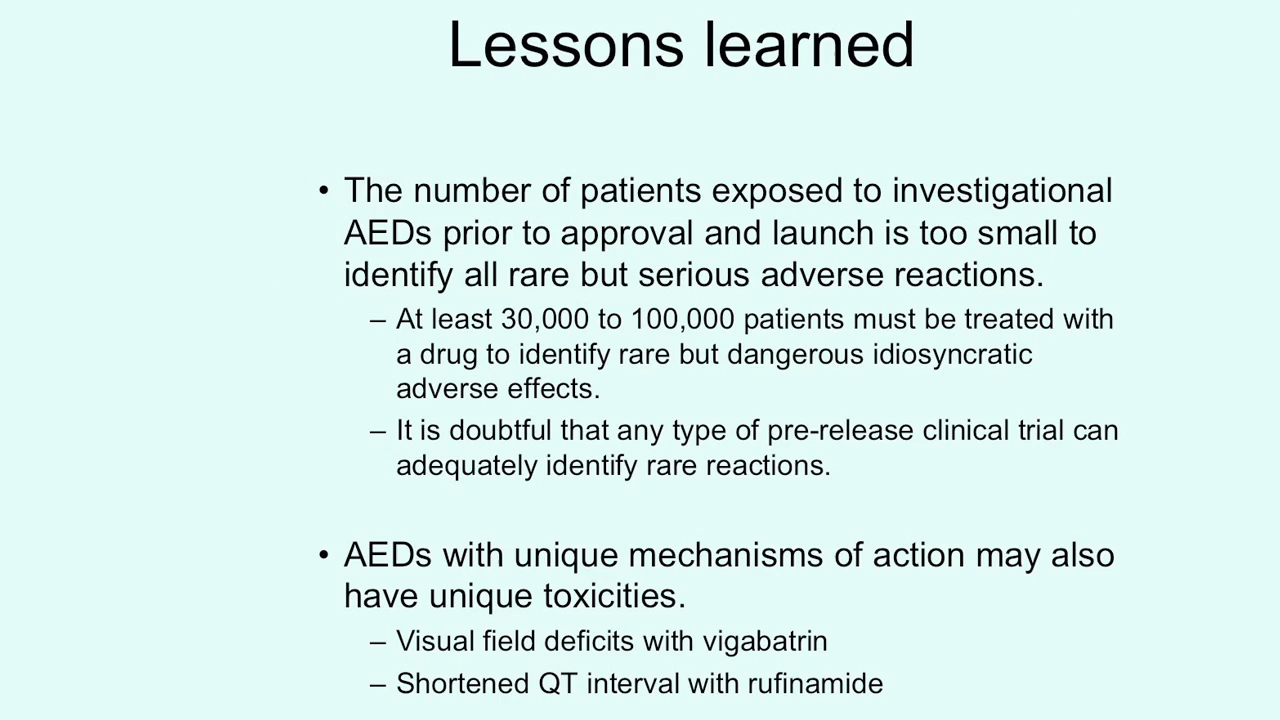 Lessons learned
• The number of patients exposed to investigational
AEDs prior to approval and launch is too small to
identify all rare but serious adverse reactions.
– At least 30,000 to 100,000 patients must be treated with
a drug to identify rare but dangerous idiosyncratic
adverse effects.
– It is doubtful that any type of pre-release clinical trial can
adequately identify rare reactions.
• AEDs with unique mechanisms of action may also
have unique toxicities.
– Visual field deficits with vigabatrin
– Shortened QT interval with rufinamide